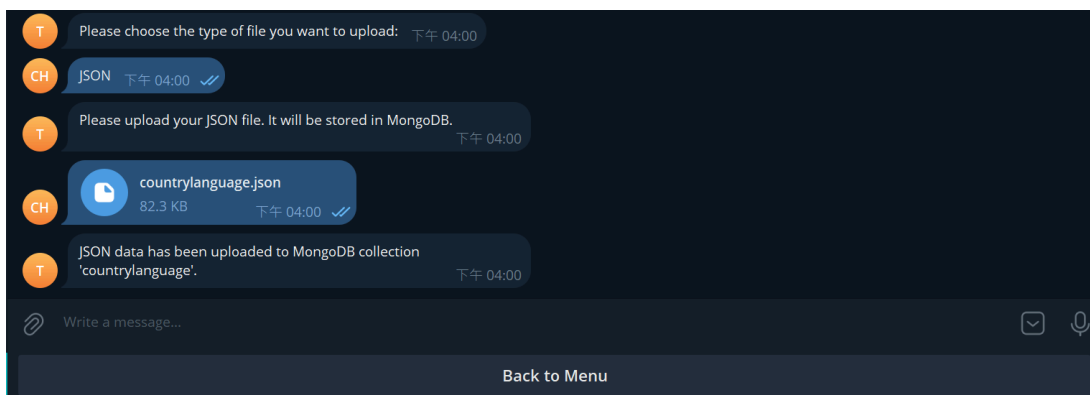 T
Please choose the type of file you want to upload: 下午 04:00
CH
JSON 下午 04:00
T
Please upload your JSON file. It will be stored in MongoDB.
下午 04:00
CH
countrylanguage.json
82.3 KB 下午 04:00
T
JSON data has been uploaded to MongoDB collection
'countrylanguage'. 下午 04:00
Write a message...
Back to Menu